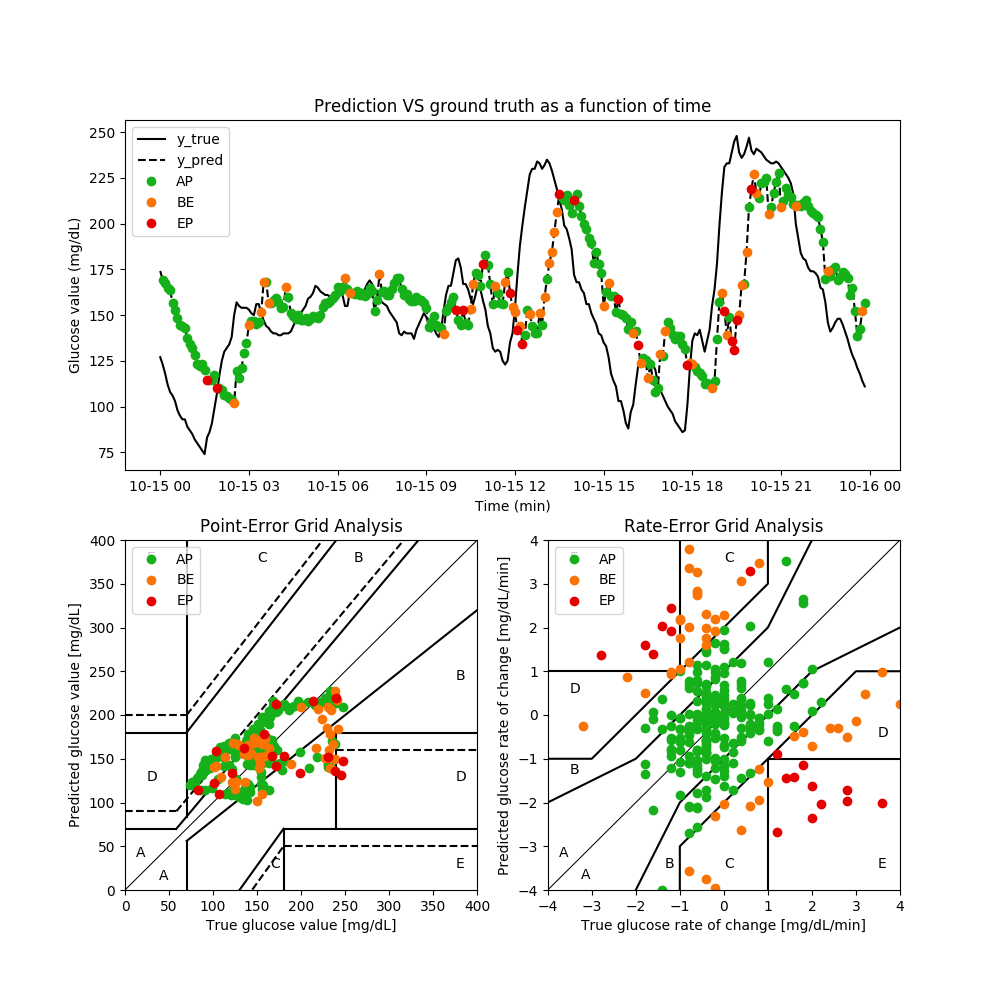 Prediction VS ground truth as a function of time
Glucose value (mg/dL)
250
225
200
175
150
125
100
75
y_true
y_pred
AP
BE
EP
10-15 00 10-15 03 10-15 06 10-15 09 10-15 12 10-15 15 10-15 18 10-15 21 10-16 00
Time (min)
Point-Error Grid Analysis
Predicted glucose value [mg/dL]
400
350
300
250
200
150
100
50
0
AP
BE
EP
C
B
B
D
D
A
A
C
E
0 50 100 150 200 250 300 350 400
True glucose value [mg/dL]
Rate-Error Grid Analysis
Predicted glucose rate of change [mg/dL/min]
4
3
2
1
0
−1
−2
−3
−4
AP
BE
EP
C
D
D
B
A
A
B
C
E
−4 −3 −2 −1 0 1 2 3 4
True glucose rate of change [mg/dL/min]